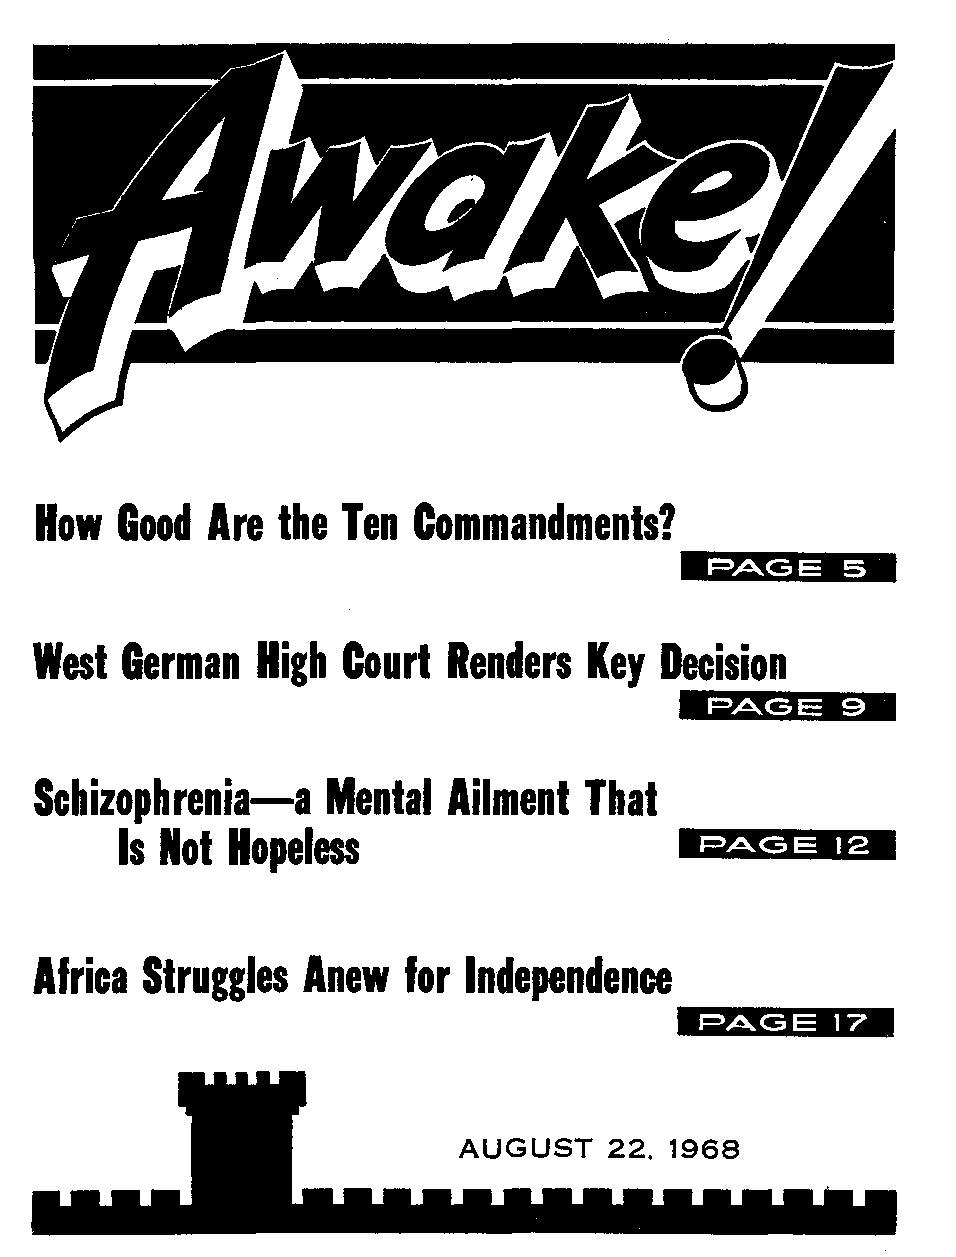 Awake!
How Good Are the Ten Commandments?
PAGE 5
West German High Court Renders Key Decision
PAGE 9
Schizophrenia—a Mental Ailment That
Is Not Hopeless
PAGE 12
Africa Struggles Anew for Independence
PAGE 17
AUGUST 22, 1968